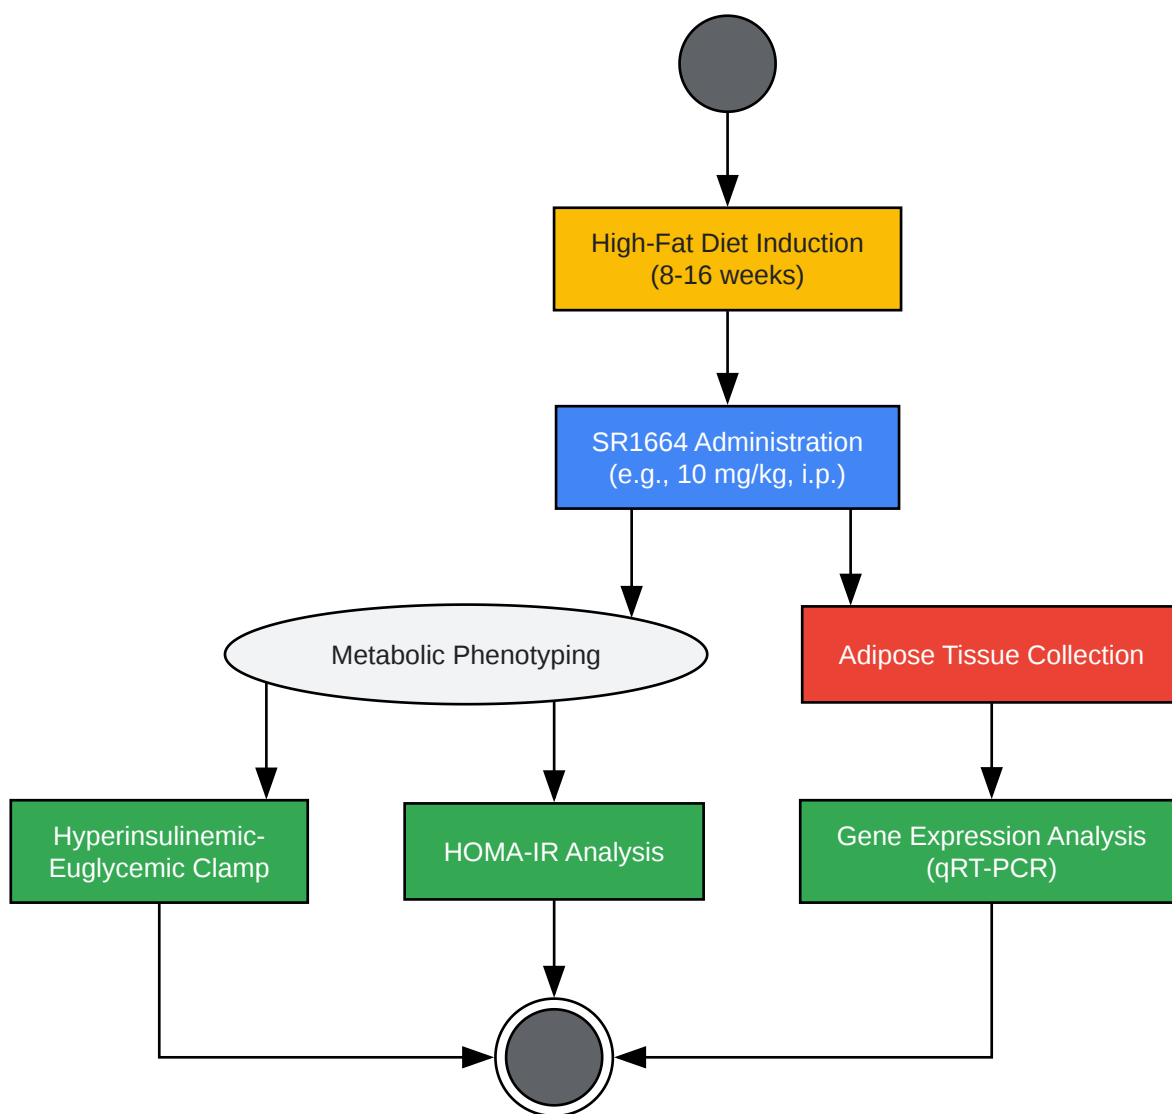 High-Fat Diet Induction
(8-16 weeks)
SR1664 Administration
(e.g., 10 mg/kg, i.p.)
Metabolic Phenotyping
Adipose Tissue Collection
Hyperinsulinemic-
Euglycemic Clamp
HOMA-IR Analysis
Gene Expression Analysis
(qRT-PCR)